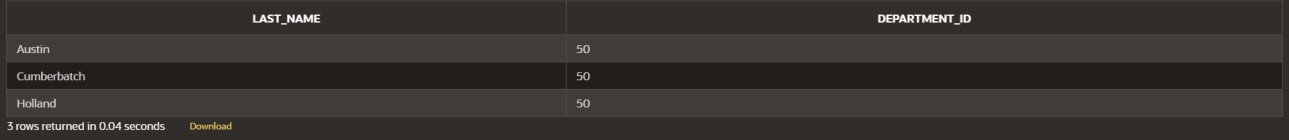 LAST_NAME DEPARTMENT_ID
Austin 50
Cumberbatch 50
Holland 50
3 rows returned in 0.04 seconds Download